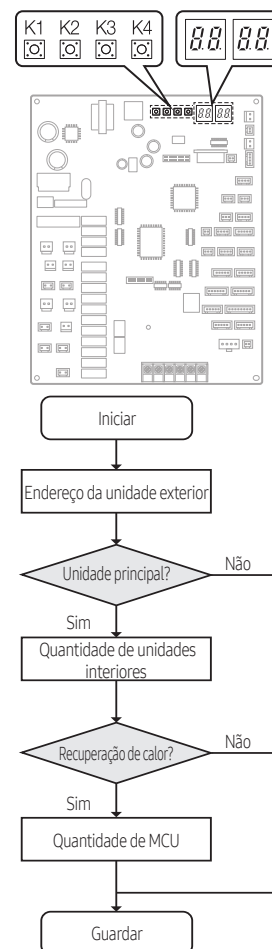 K1 K2 K3 K4
88 88
88 88
Iniciar
Endereço da unidade exterior
Unidade principal?
Não
Sim
Quantidade de unidades
interiores
Recuperação de calor?
Não
Sim
Quantidade de MCU
Guardar